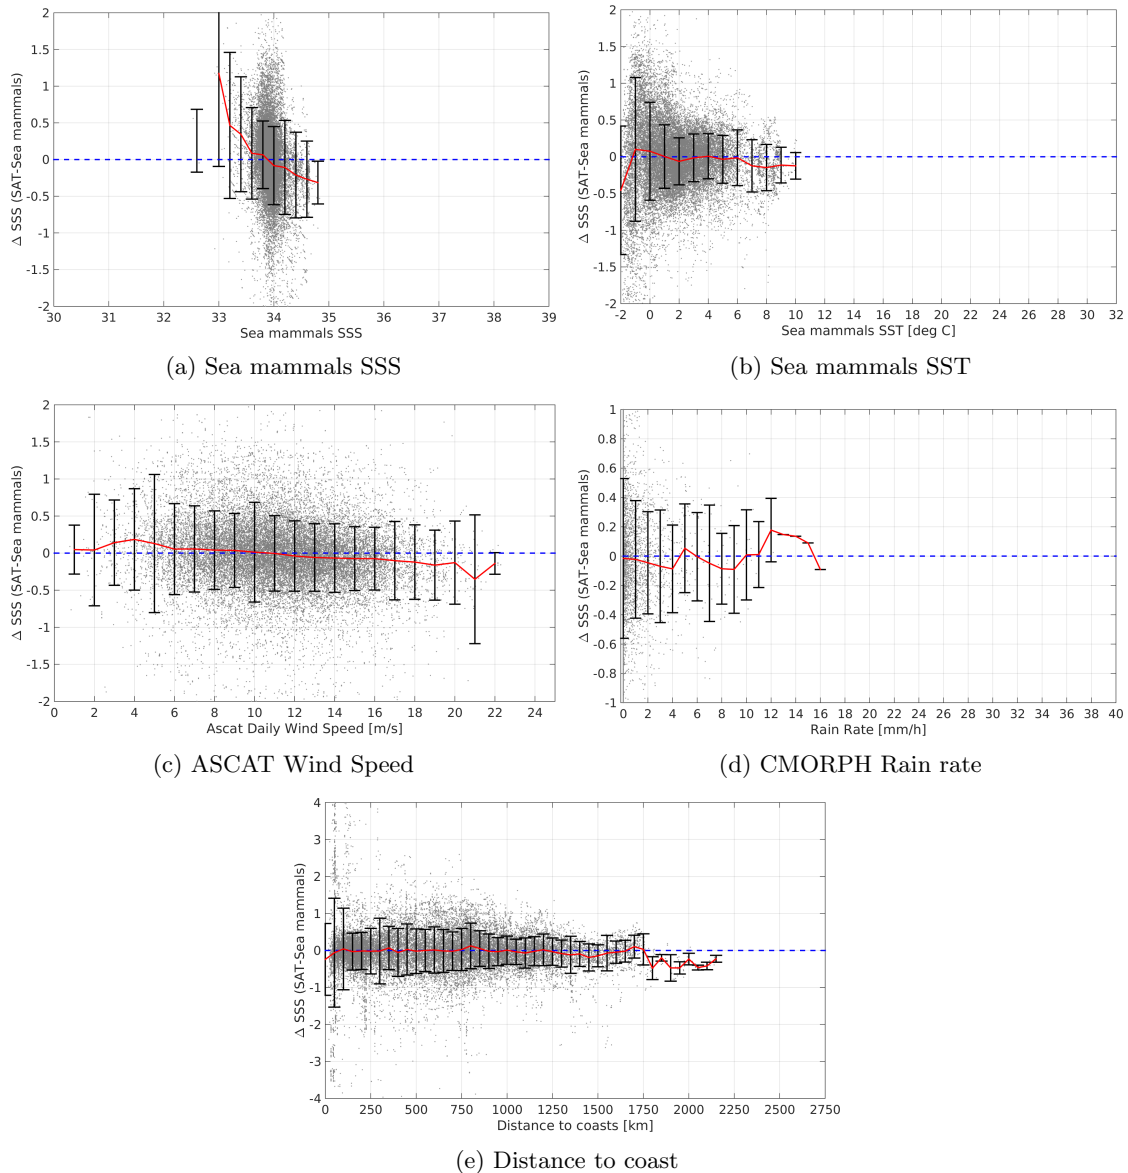 2
1.5
1
0.5
0
-0.5
-1
-1.5
-2
Δ SSS (SAT-Sea mammals)
30 31 32 33 34 35 36 37 38 39
Sea mammals SSS
(a) Sea mammals SSS
2
1.5
1
0.5
0
-0.5
-1
-1.5
-2
Δ SSS (SAT-Sea mammals)
-2 0 2 4 6 8 10 12 14 16 18 20 22 24 26 28 30 32
Sea mammals SST [deg C]
(b) Sea mammals SST
2
1.5
1
0.5
0
-0.5
-1
-1.5
-2
Δ SSS (SAT-Sea mammals)
0 2 4 6 8 10 12 14 16 18 20 22 24
Ascat Daily Wind Speed [m/s]
(c) ASCAT Wind Speed
1
0.8
0.6
0.4
0.2
0
-0.2
-0.4
-0.6
-0.8
-1
Δ SSS (SAT-Sea mammals)
0 2 4 6 8 10 12 14 16 18 20 22 24 26 28 30 32 34 36 38 40
Rain Rate [mm/h]
(d) CMORPH Rain rate
4
3
2
1
0
-1
-2
-3
-4
Δ SSS (SAT-Sea mammals)
0 250 500 750 1000 1250 1500 1750 2000 2250 2500 2750
Distance to coasts [km]
(e) Distance to coast